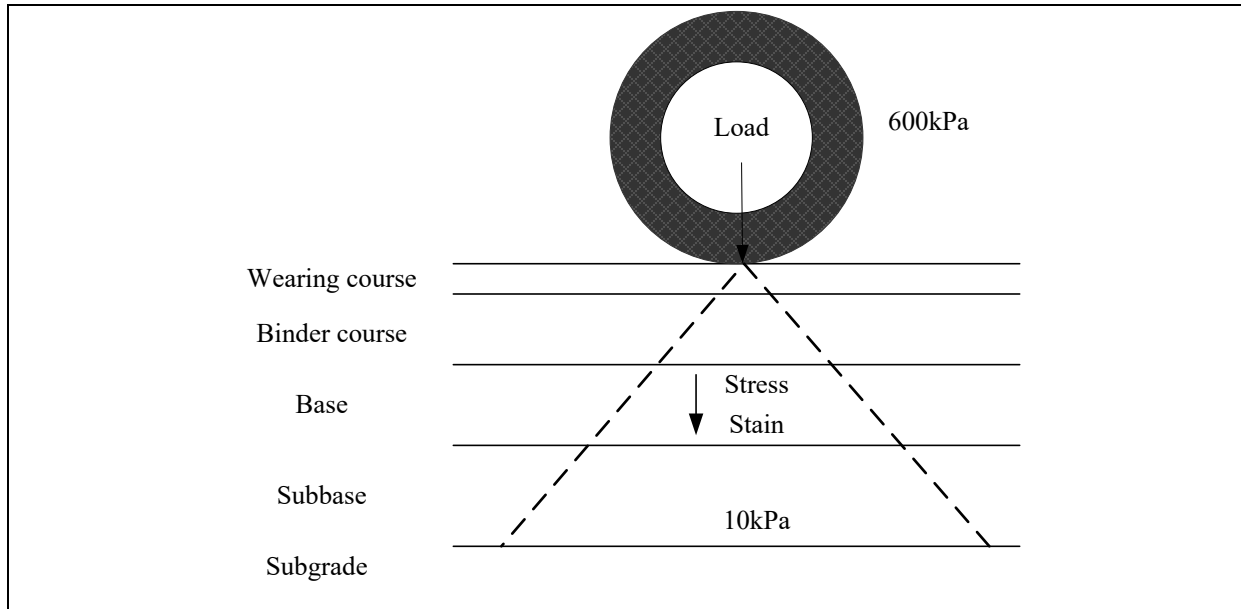 Load
600kPa
Wearing course
Binder course
Stress
Base
Stain
Subbase
10kPa
Subgrade